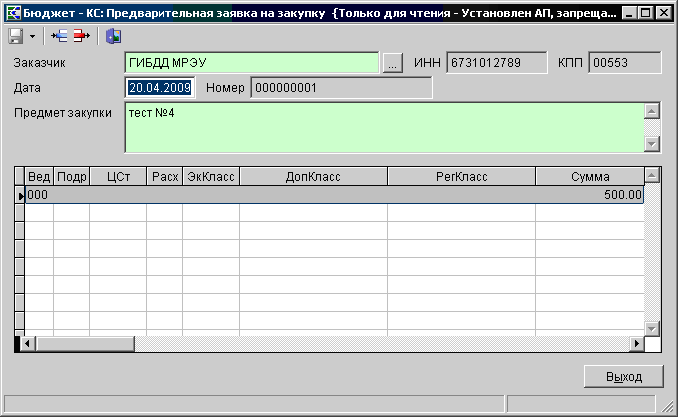 Бюджет - КС: Предварительная заявка на закупку {Только для чтения - Установлен АП, запреща...
Заказчик ГИБДД МРЭУ ... ИНН 6731012789 КПП 00553
Дата 20.04.2009 Номер 000000001
Предмет закупки тест №4
Вед Подр ЦСт Расх ЭкКласс ДопКласс РегКласс Сумма
000 500.00
Выход